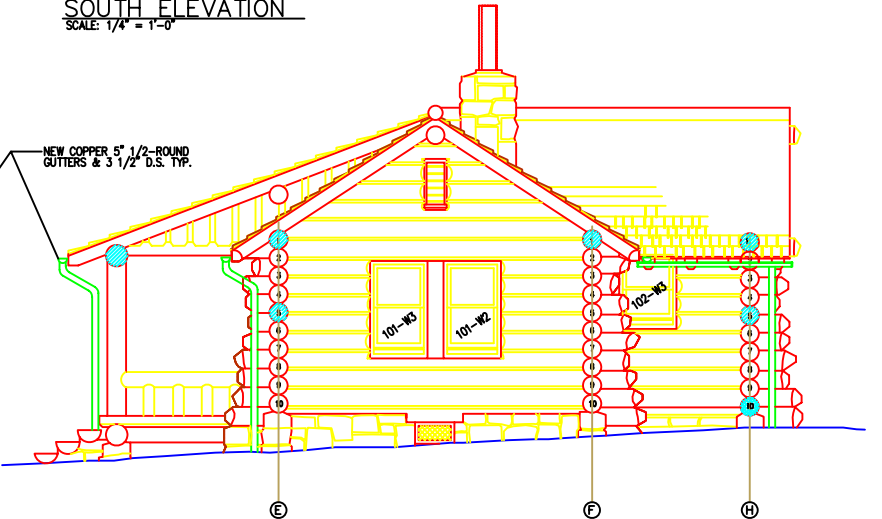 SOUTH ELEVATION
SCALE: 1/4" = 1'-0"
NEW COPPER 5" 1/2-ROUND
GUTTERS & 3 1/2" D.S. TYP.
1
2
3
4
5
6
7
8
9
10
1
2
3
4
5
6
7
8
9
10
1
3
4
5
6
7
8
9
10
101-W3
101-W2
102-W3
E
F
H